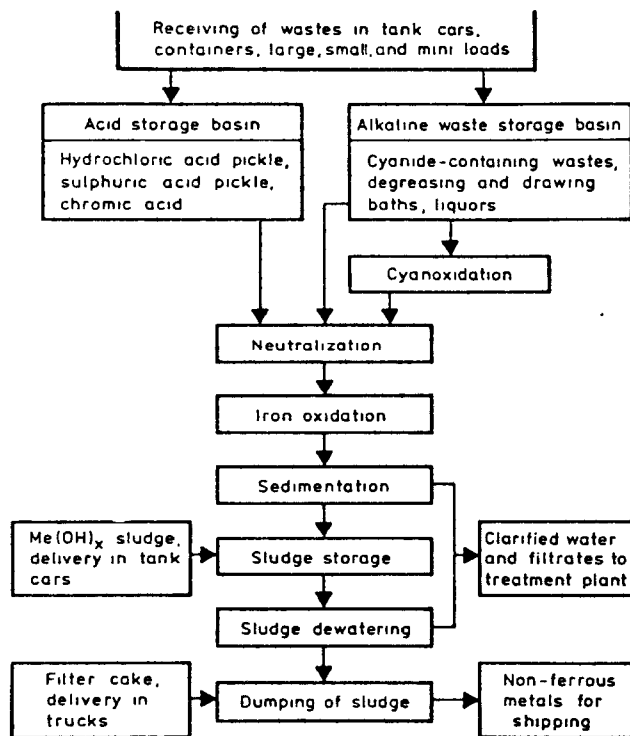 Receiving of wastes in tank cars,
containers, large, small, and mini loads
Acid storage basin
Hydrochloric acid pickle,
sulphuric acid pickle,
chromic acid
Alkaline waste storage basin
Cyanide-containing wastes,
degreasing and drawing
baths, liquors
Cyanoxidation
Neutralization
Iron oxidation
Sedimentation
Me(OH)ₓ sludge,
delivery in tank
cars
Sludge storage
Clarified water
and filtrates to
treatment plant
Sludge dewatering
Filter cake,
delivery in
trucks
Dumping of sludge
Non-ferrous
metals for
shipping